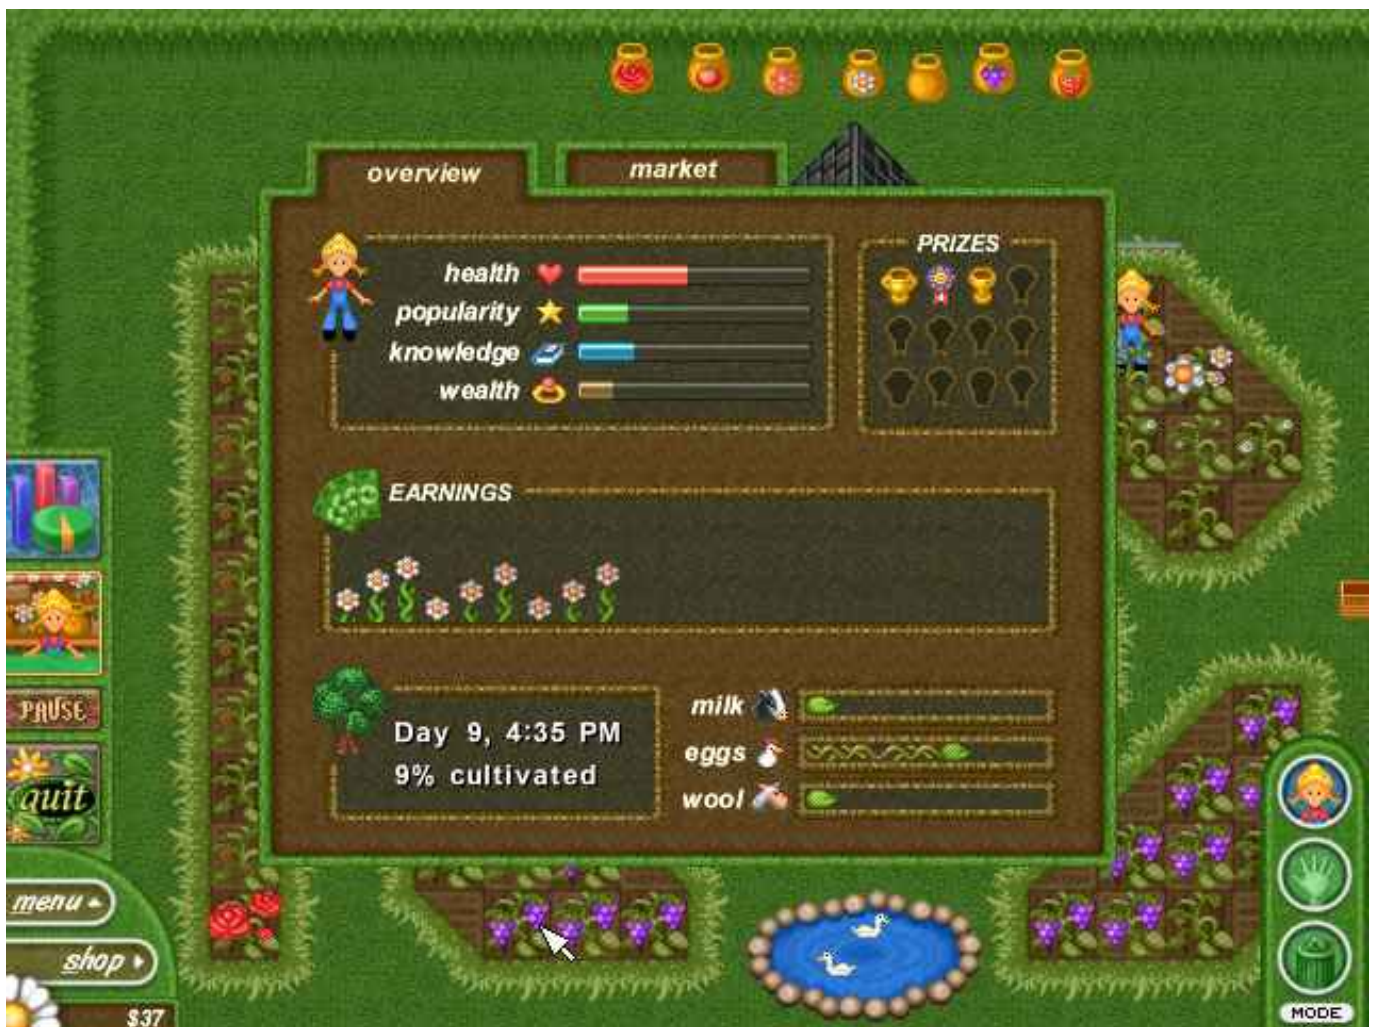 overview
market
health
PRIZES
popularity
knowledge
wealth
EARNINGS
PAUSE
Day 9, 4:35 PM
9% cultivated
milk
eggs
wool
quit
menu
shop
$37
MODE